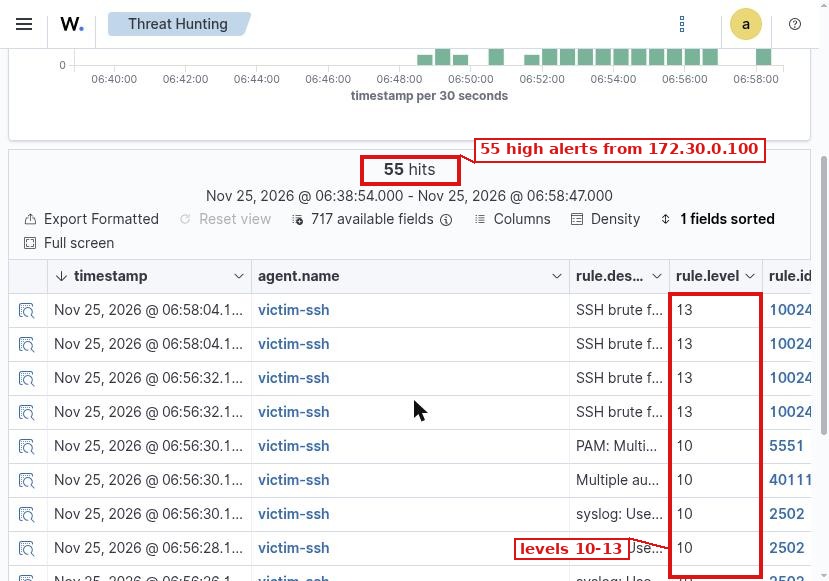 W. Threat Hunting a
0
06:40:00 06:42:00 06:44:00 06:46:00 06:48:00 06:50:00 06:52:00 06:54:00 06:56:00 06:58:00
timestamp per 30 seconds
55 high alerts from 172.30.0.100
55 hits
Nov 25, 2026 @ 06:38:54.000 - Nov 25, 2026 @ 06:58:47.000
Export Formatted Reset view 717 available fields Columns Density 1 fields sorted
Full screen
timestamp agent.name rule.des... rule.level rule.id
Nov 25, 2026 @ 06:58:04.1... victim-ssh SSH brute f... 13 10024
Nov 25, 2026 @ 06:58:04.1... victim-ssh SSH brute f... 13 10024
Nov 25, 2026 @ 06:56:32.1... victim-ssh SSH brute f... 13 10024
Nov 25, 2026 @ 06:56:32.1... victim-ssh SSH brute f... 13 10024
Nov 25, 2026 @ 06:56:30.1... victim-ssh PAM: Multi... 10 5551
Nov 25, 2026 @ 06:56:30.1... victim-ssh Multiple au... 10 40111
Nov 25, 2026 @ 06:56:30.1... victim-ssh syslog: Use... 10 2502
Nov 25, 2026 @ 06:56:28.1... victim-ssh Use... 10 2502
levels 10-13